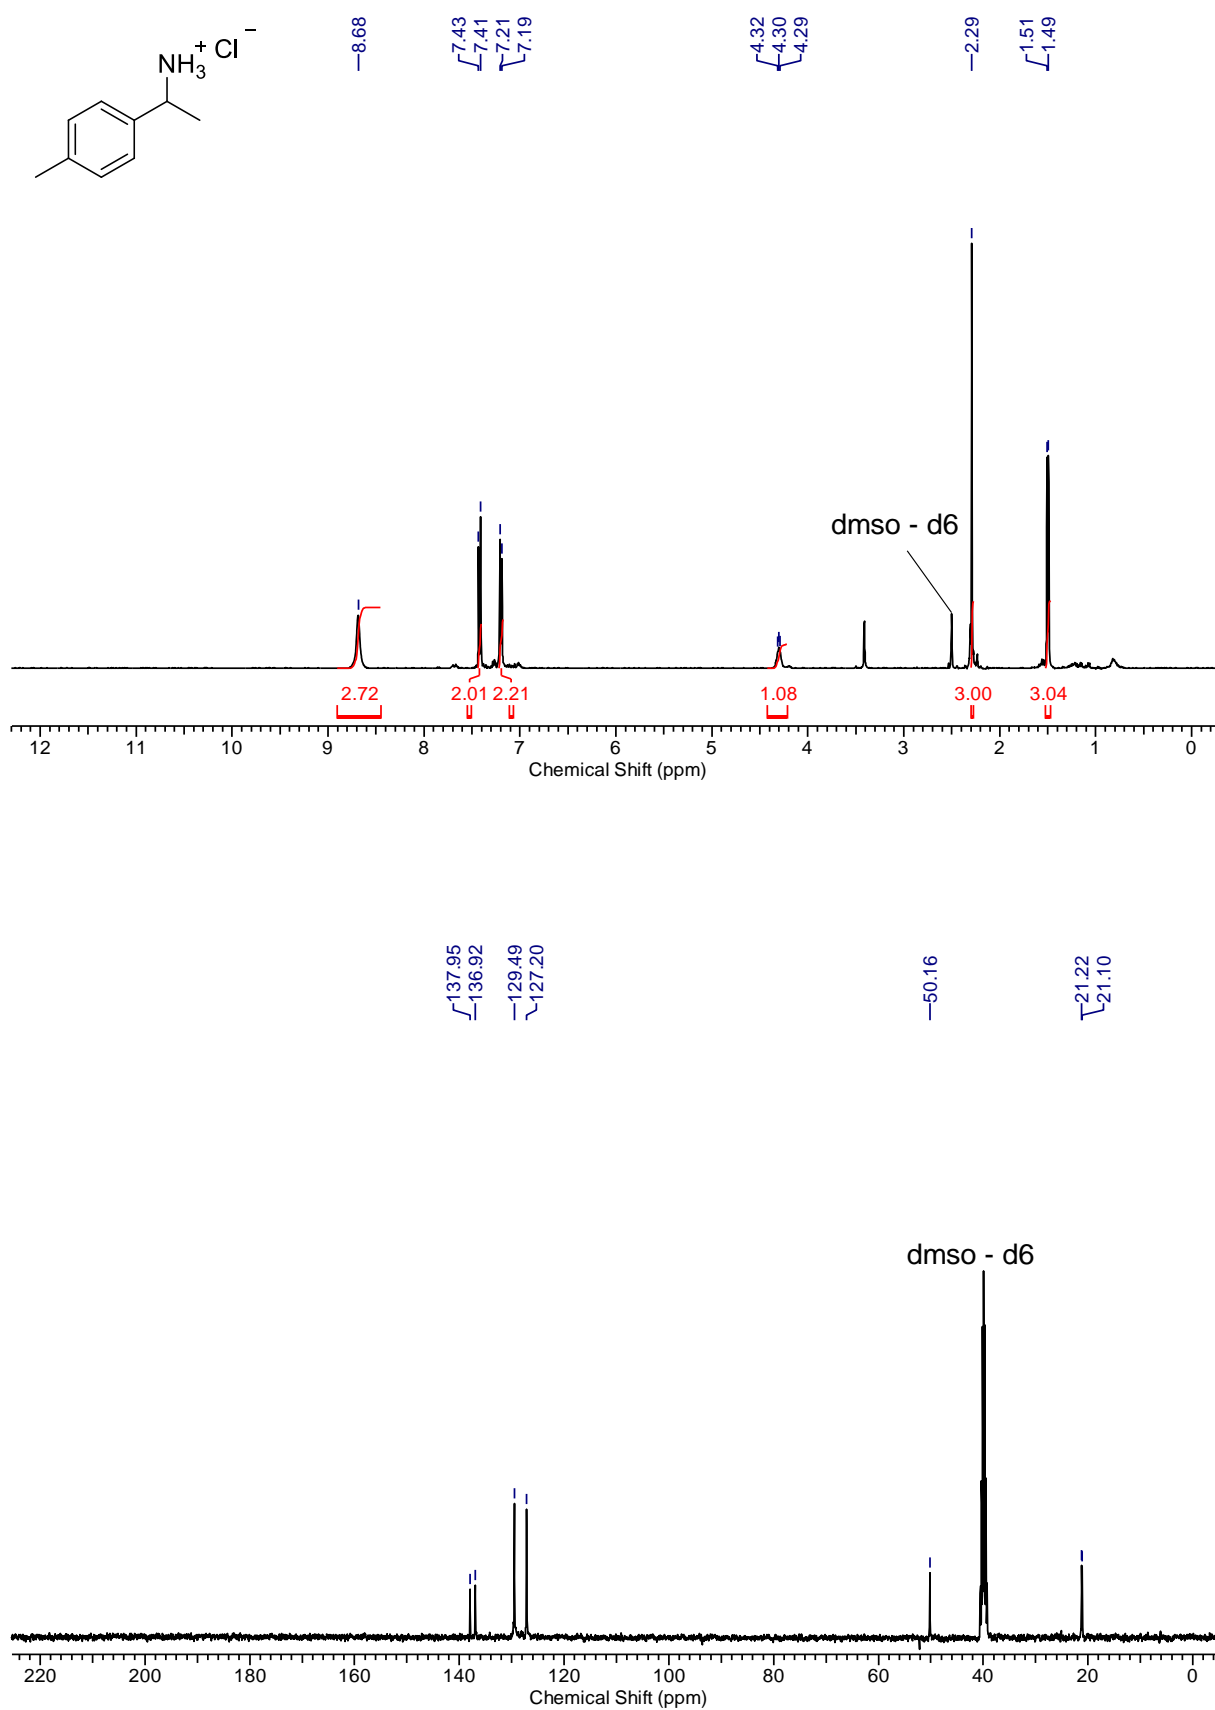 NH3+ Cl−
8.68
7.43
7.41
7.21
7.19
4.32
4.30
4.29
2.29
1.51
1.49
dmso - d6
2.72 2.01 2.21 1.08 3.00 3.04
12 11 10 9 8 7 6 5 4 3 2 1 0
Chemical Shift (ppm)
137.95
136.92
129.49
127.20
50.16
21.22
21.10
dmso - d6
220 200 180 160 140 120 100 80 60 40 20 0
Chemical Shift (ppm)